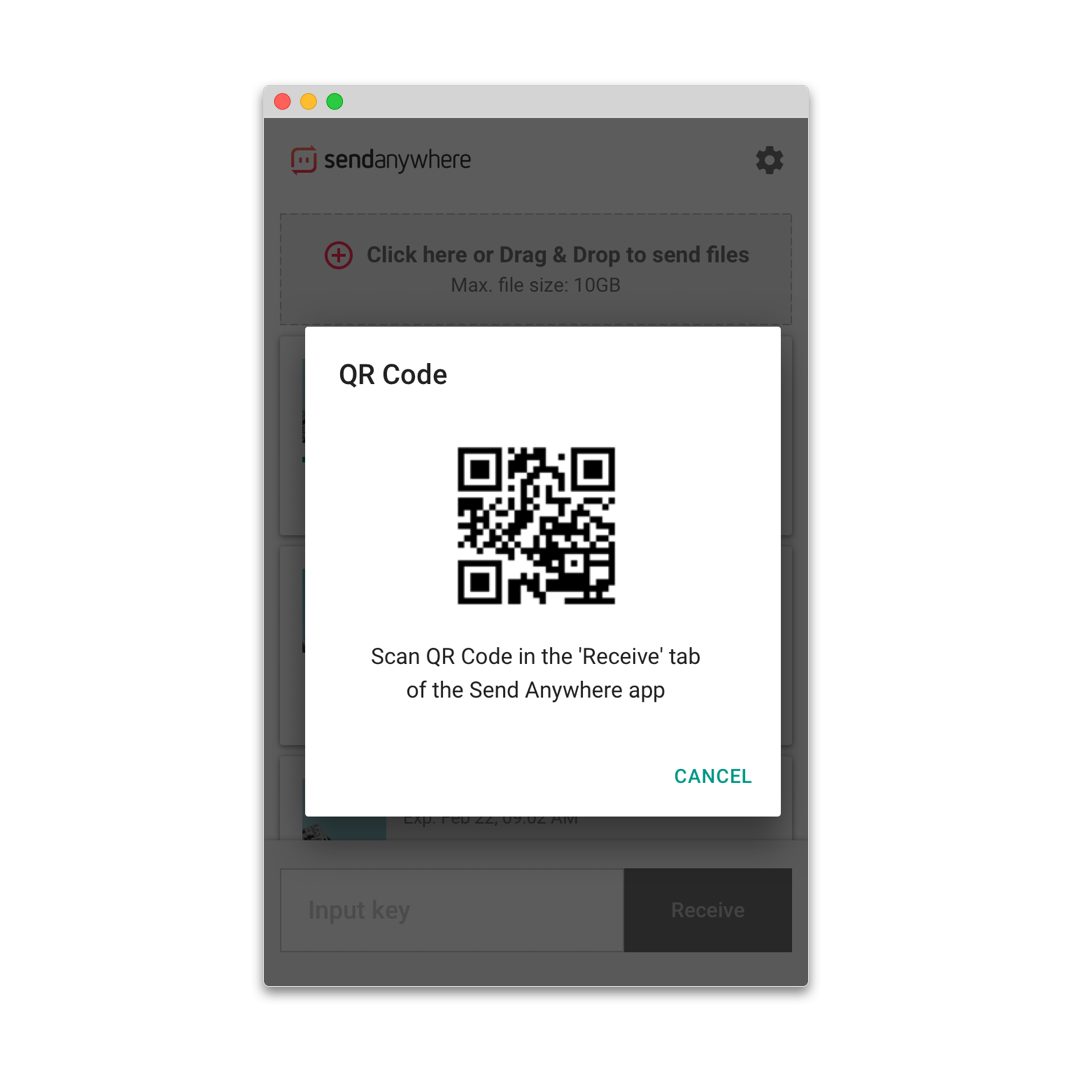 sendanywhere
Click here or Drag & Drop to send files
Max. file size: 10GB
QR Code
Scan QR Code in the 'Receive' tab
of the Send Anywhere app
CANCEL
Exp. Feb 22, 09:02 AM
Input key
Receive